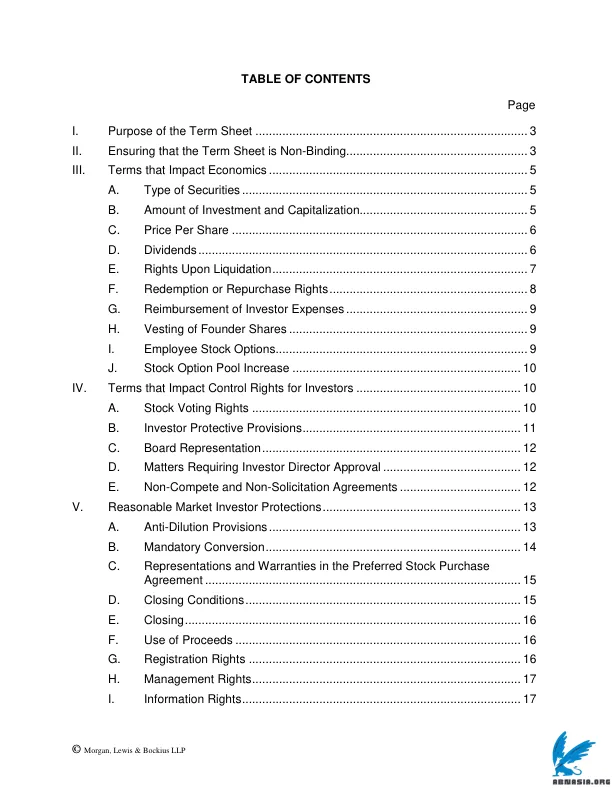 TABLE OF CONTENTS
Page
I. Purpose of the Term Sheet ................................................................................ 3
II. Ensuring that the Term Sheet is Non-Binding...................................................... 3
III. Terms that Impact Economics ............................................................................ 5
A. Type of Securities .................................................................................... 5
B. Amount of Investment and Capitalization.................................................. 5
C. Price Per Share ....................................................................................... 6
D. Dividends................................................................................................. 6
E. Rights Upon Liquidation........................................................................... 7
F. Redemption or Repurchase Rights........................................................... 8
G. Reimbursement of Investor Expenses ...................................................... 9
H. Vesting of Founder Shares ...................................................................... 9
I. Employee Stock Options.......................................................................... 9
J. Stock Option Pool Increase .................................................................... 10
IV. Terms that Impact Control Rights for Investors ................................................. 10
A. Stock Voting Rights ................................................................................ 10
B. Investor Protective Provisions................................................................. 11
C. Board Representation............................................................................. 12
D. Matters Requiring Investor Director Approval ......................................... 12
E. Non-Compete and Non-Solicitation Agreements .................................... 12
V. Reasonable Market Investor Protections........................................................... 13
A. Anti-Dilution Provisions........................................................................... 13
B. Mandatory Conversion............................................................................ 14
C. Representations and Warranties in the Preferred Stock Purchase
Agreement .............................................................................................. 15
D. Closing Conditions.................................................................................. 15
E. Closing.................................................................................................... 16
F. Use of Proceeds ..................................................................................... 16
G. Registration Rights ................................................................................. 16
H. Management Rights................................................................................ 17
I. Information Rights................................................................................... 17
© Morgan, Lewis & Bockius LLP
ABNASIA.ORG